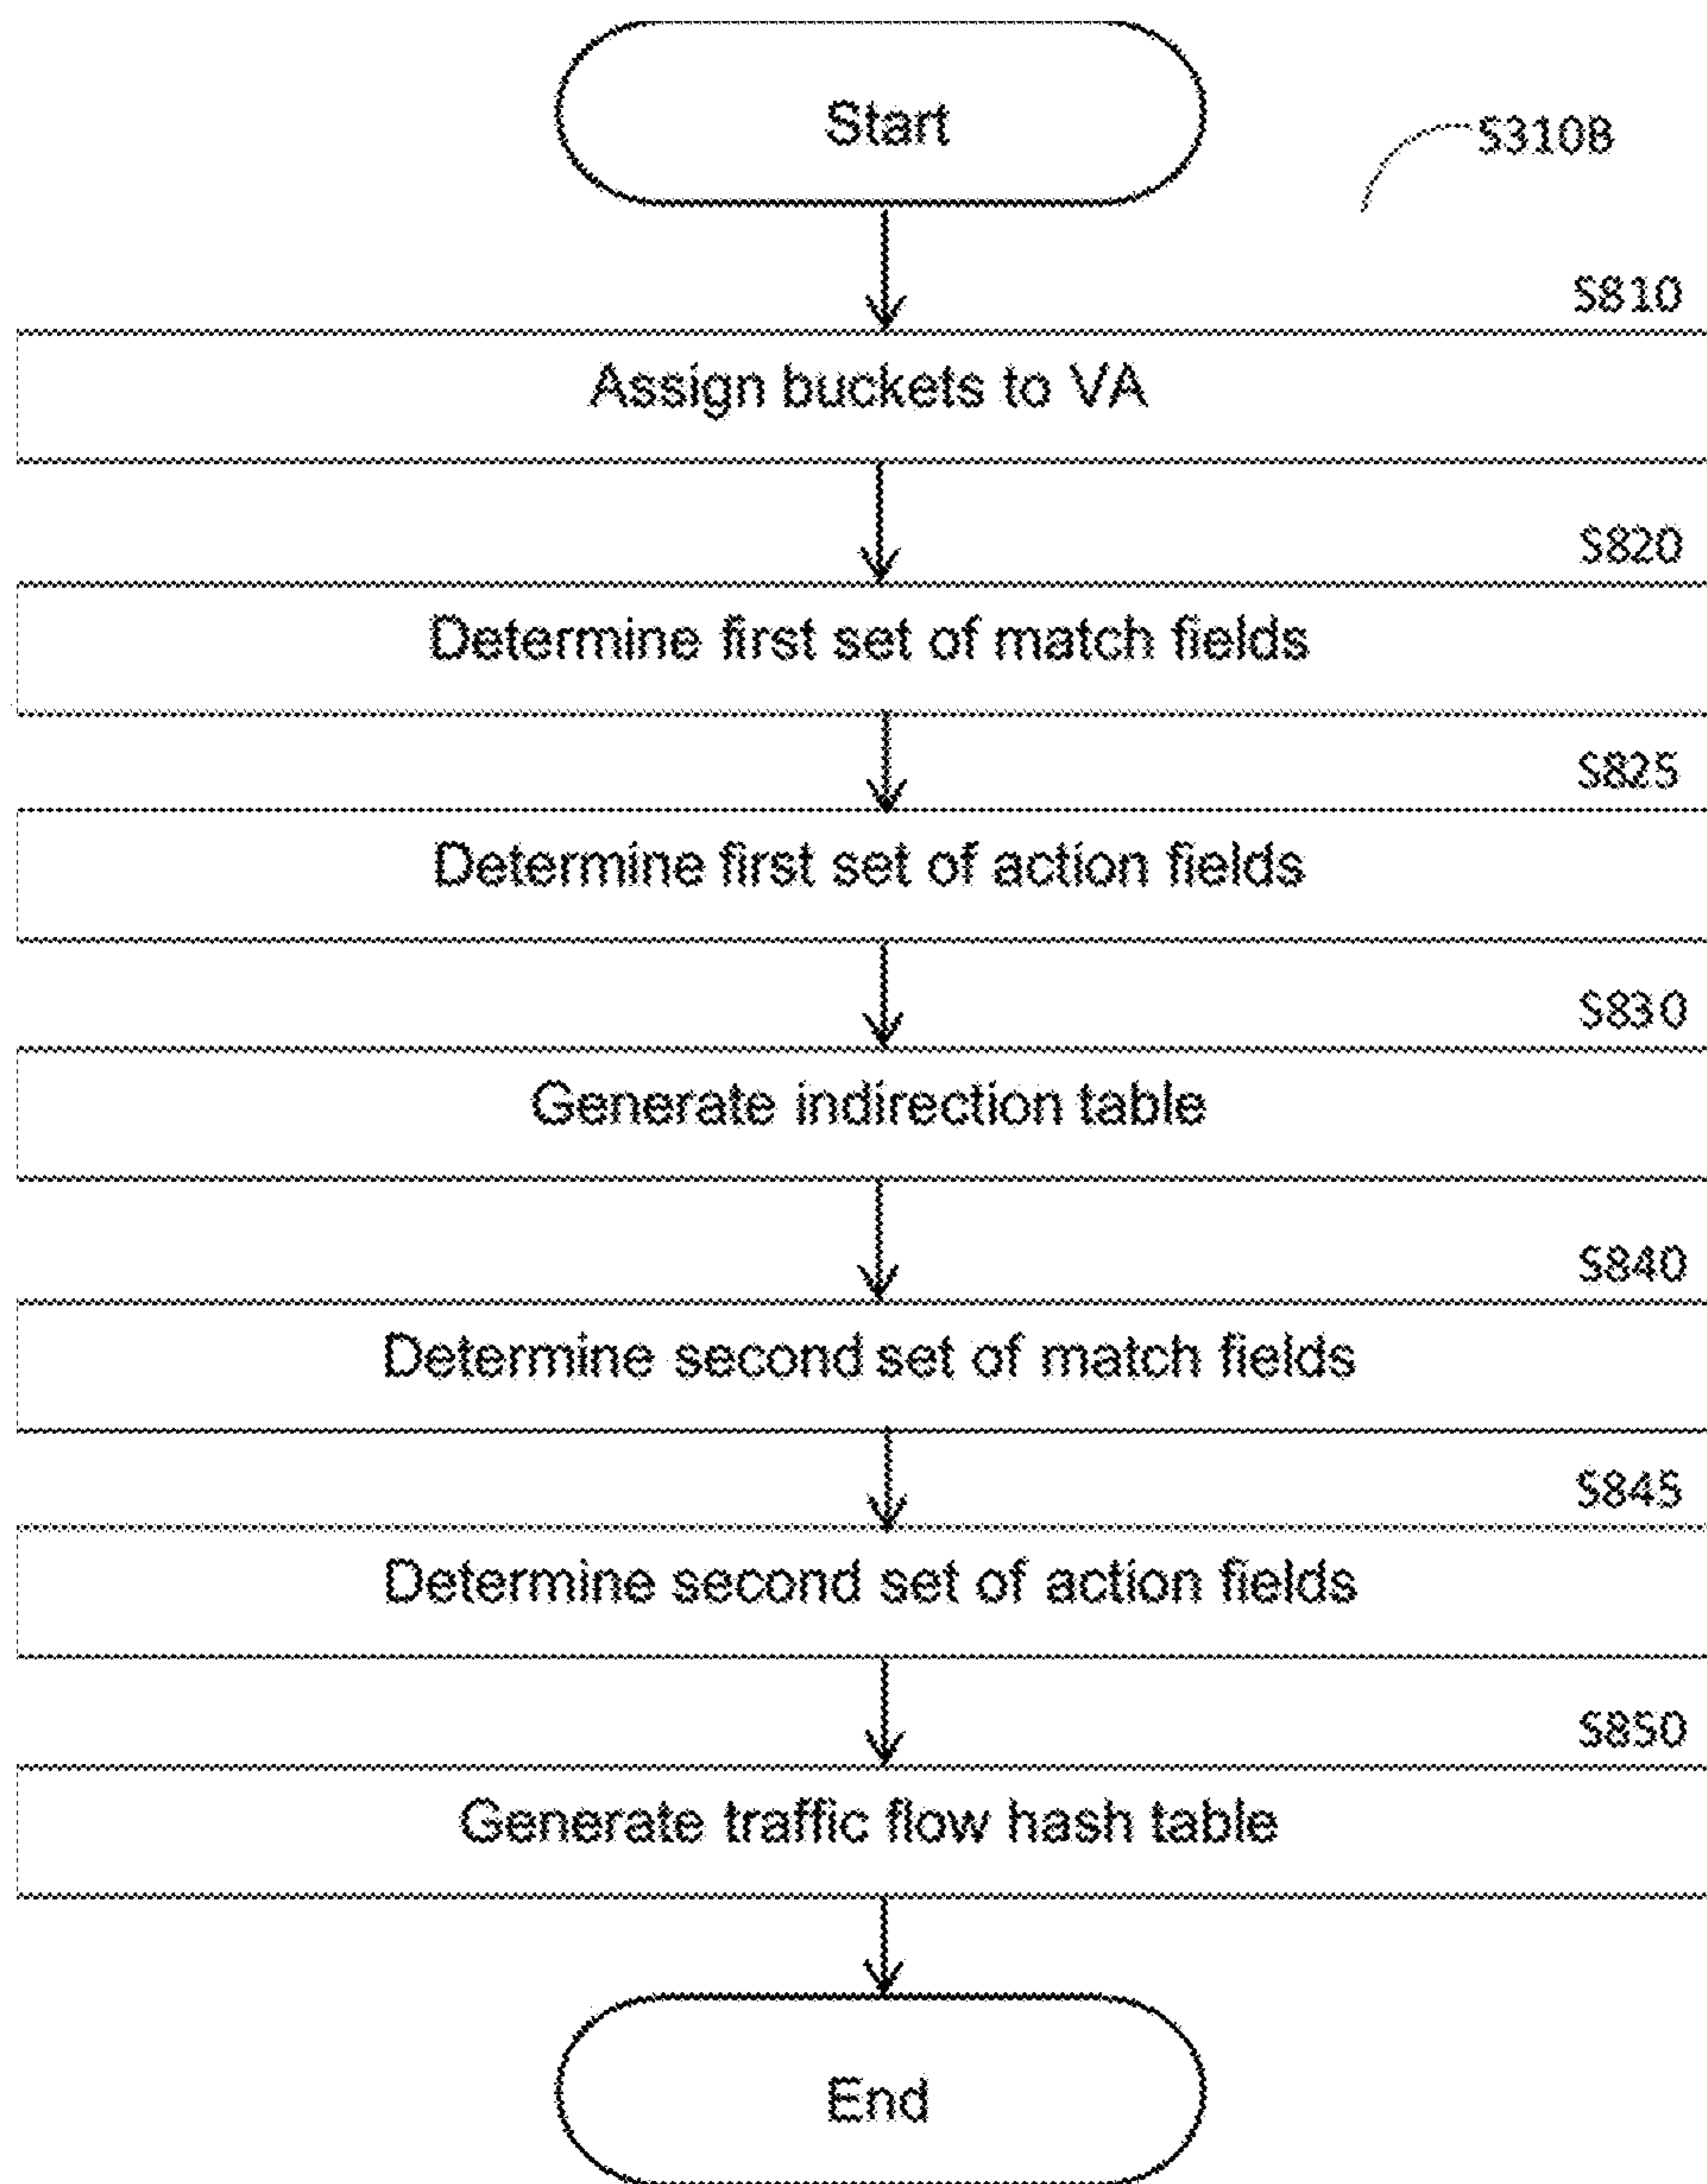 Start
S310B
S810
Assign buckets to VA
S820
Determine first set of match fields
S825
Determine first set of action fields
S830
Generate indirection table
S840
Determine second set of match fields
S845
Determine second set of action fields
S850
Generate traffic flow hash table
End